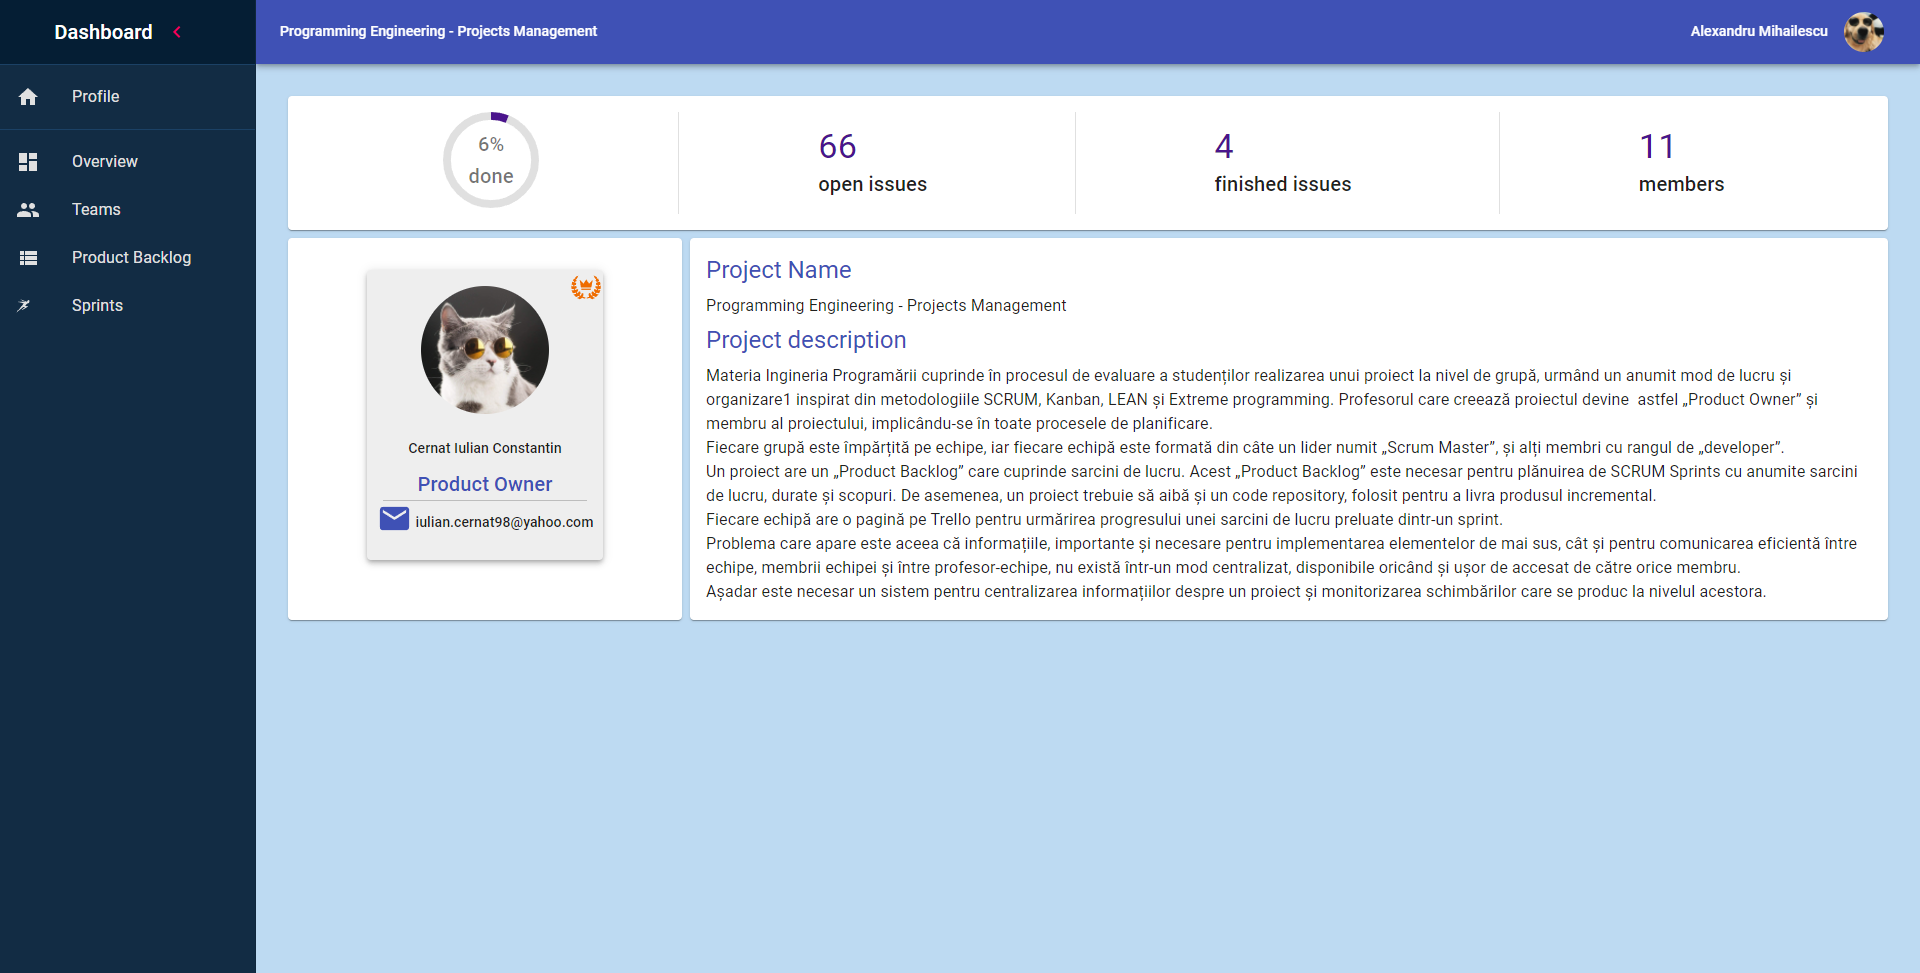 Dashboard
Programming Engineering - Projects Management
Alexandru Mihailescu
Profile
Overview
Teams
Product Backlog
Sprints
6%
done
66
open issues
4
finished issues
11
members
Cernat Iulian Constantin
Product Owner
iulian.cernat98@yahoo.com
Project Name
Programming Engineering - Projects Management
Project description
Materia Ingineria Programării cuprinde în procesul de evaluare a studenților realizarea unui proiect la nivel de grupă, urmând un anumit mod de lucru și
organizare1 inspirat din metodologiile SCRUM, Kanban, LEAN și Extreme programming. Profesorul care creează proiectul devine  astfel „Product Owner” și
membru al proiectului, implicându-se în toate procesele de planificare.
Fiecare grupă este împărțită pe echipe, iar fiecare echipă este formată din câte un lider numit „Scrum Master”, și alți membri cu rangul de „developer”.
Un proiect are un „Product Backlog” care cuprinde sarcini de lucru. Acest „Product Backlog” este necesar pentru plănuirea de SCRUM Sprints cu anumite sarcini
de lucru, durate și scopuri. De asemenea, un proiect trebuie să aibă și un code repository, folosit pentru a livra produsul incremental.
Fiecare echipă are o pagină pe Trello pentru urmărirea progresului unei sarcini de lucru preluate dintr-un sprint.
Problema care apare este aceea că informațiile, importante și necesare pentru implementarea elementelor de mai sus, cât și pentru comunicarea eficientă între
echipe, membrii echipei și între profesor-echipe, nu există într-un mod centralizat, disponibile oricând și ușor de accesat de către orice membru.
Așadar este necesar un sistem pentru centralizarea informațiilor despre un proiect și monitorizarea schimbărilor care se produc la nivelul acestora.